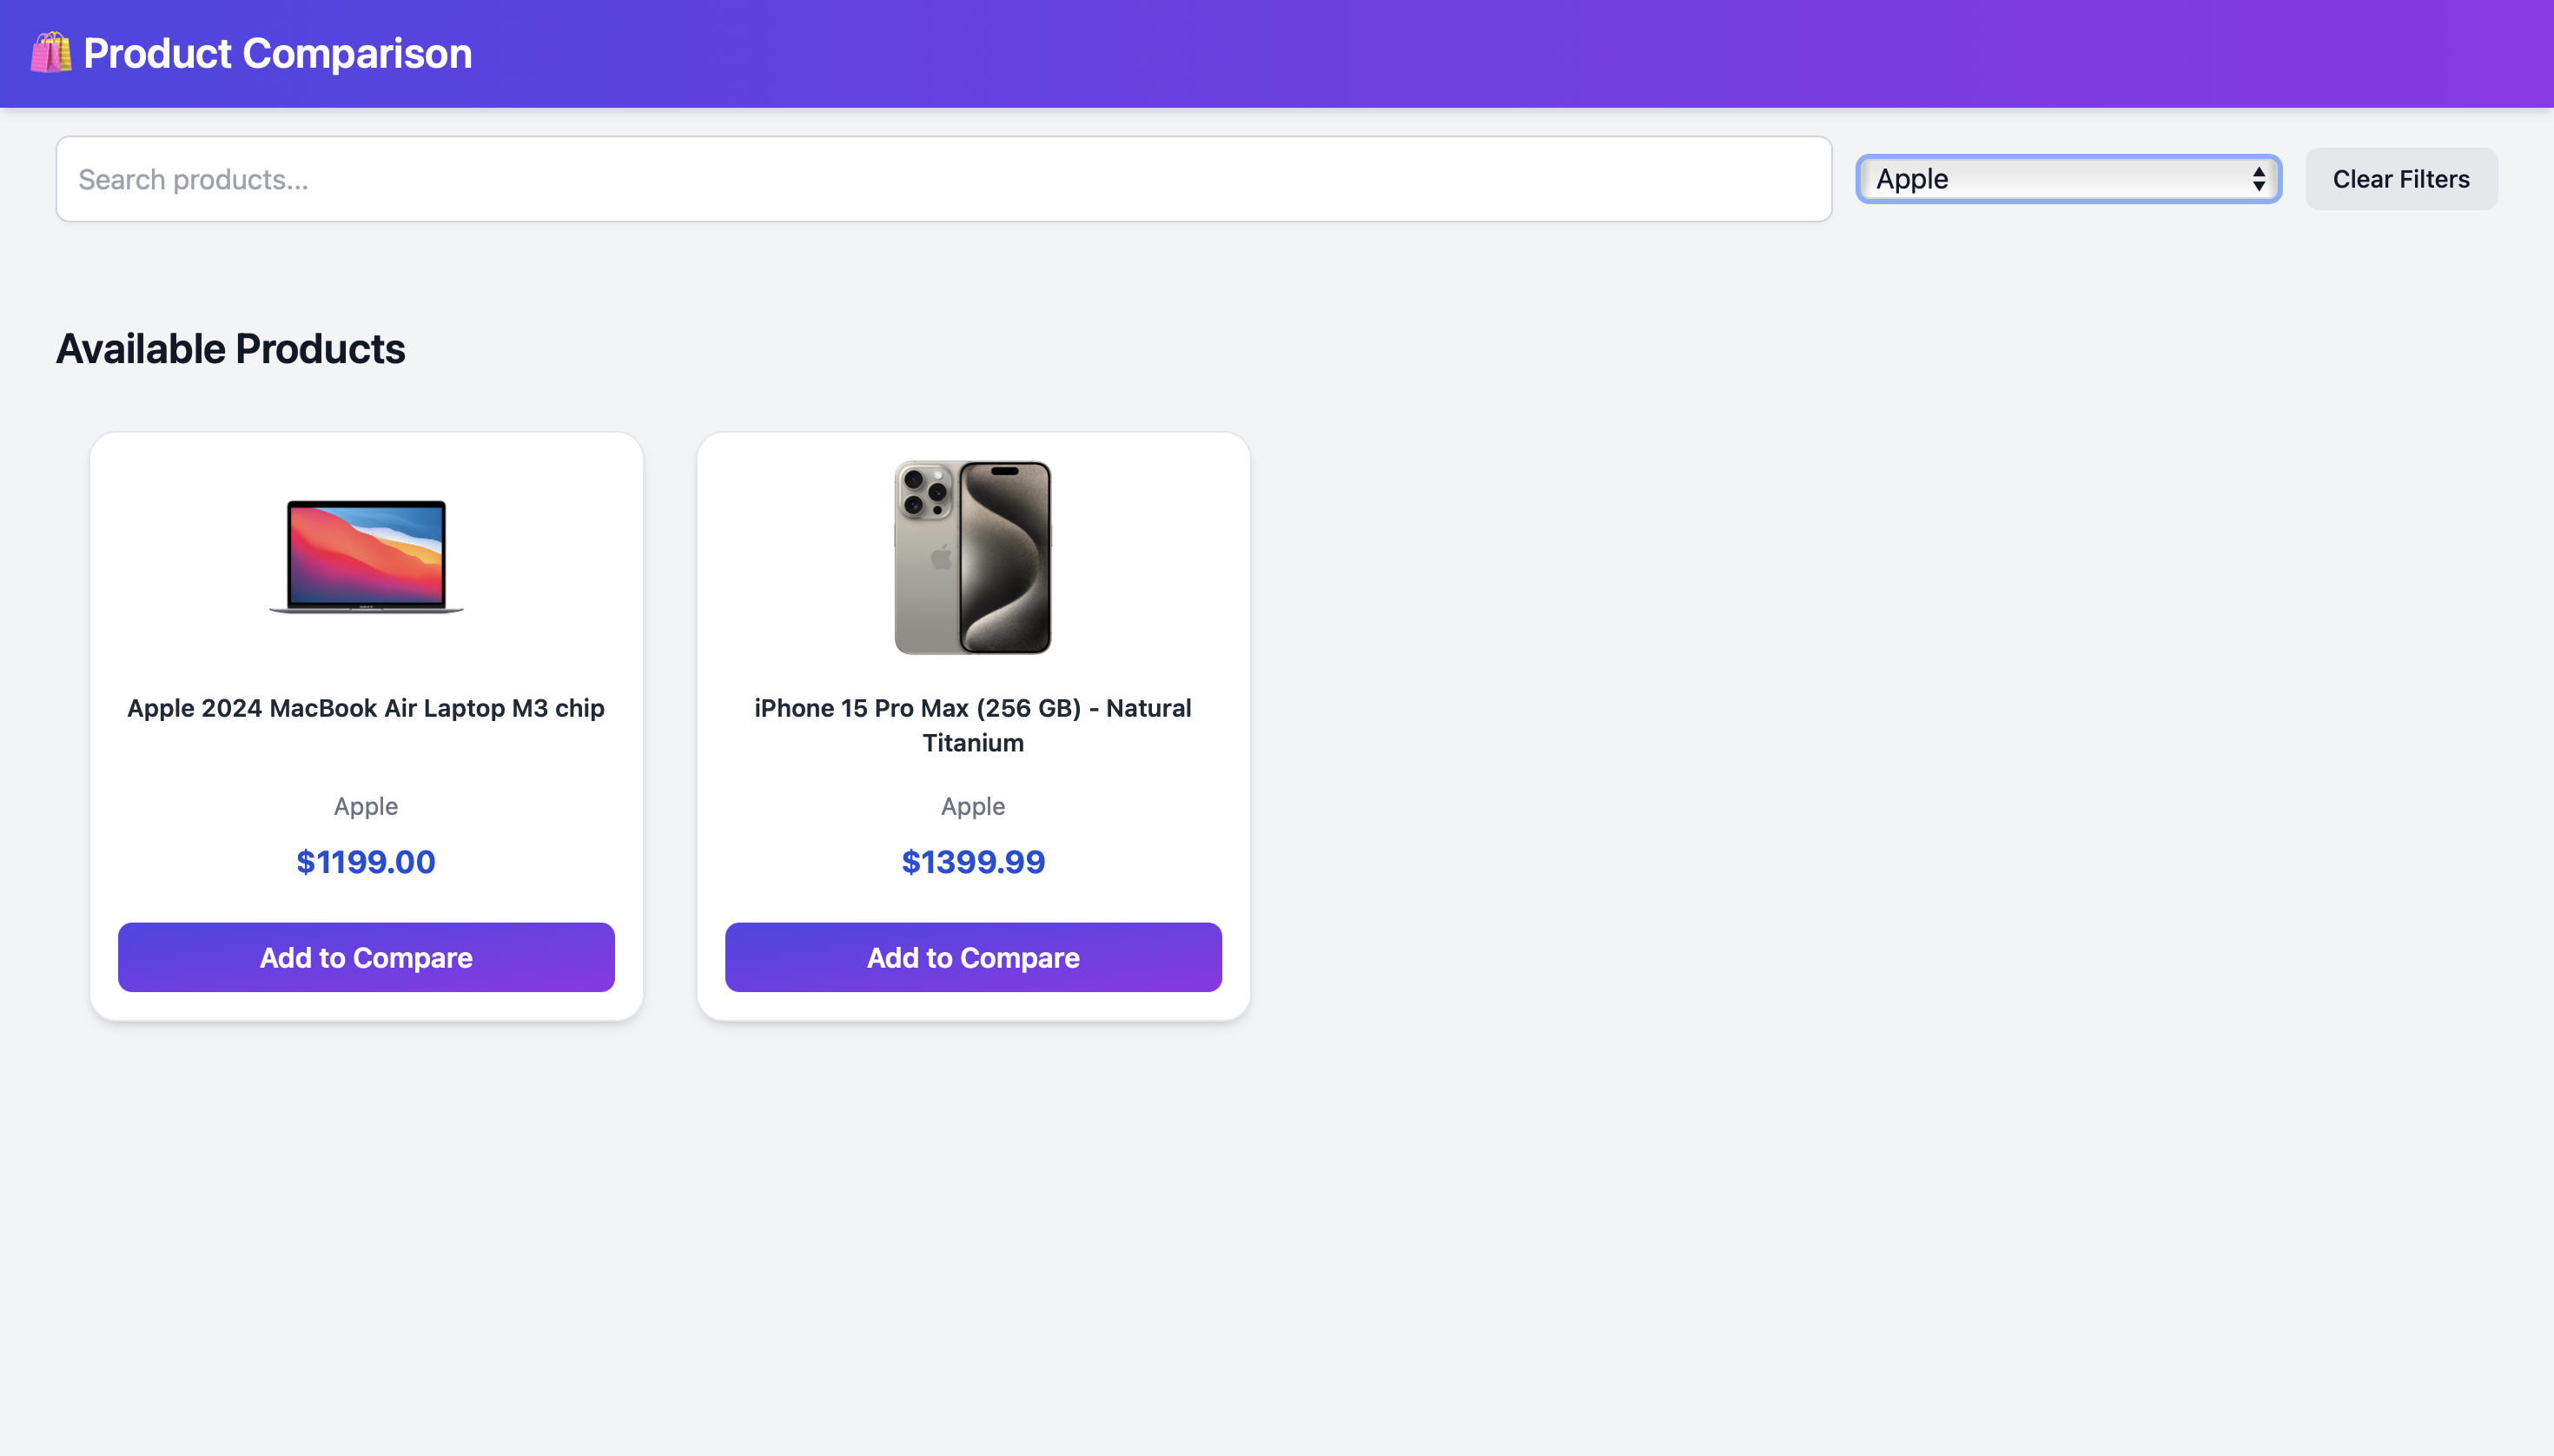 Product Comparison
Search products...
Apple
Clear Filters
Available Products
Apple 2024 MacBook Air Laptop M3 chip
Apple
$1199.00
Add to Compare
iPhone 15 Pro Max (256 GB) - Natural
Titanium
Apple
$1399.99
Add to Compare